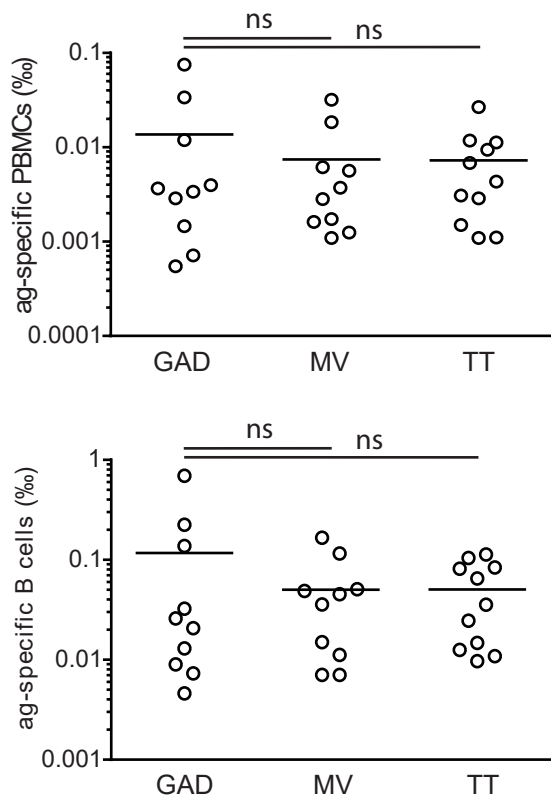 ns
ns
ag-specific PBMCs (‰)
0.1
0.01
0.001
0.0001
GAD MV TT
ns
ns
ag-specific B cells (‰)
1
0.1
0.01
0.001
GAD MV TT